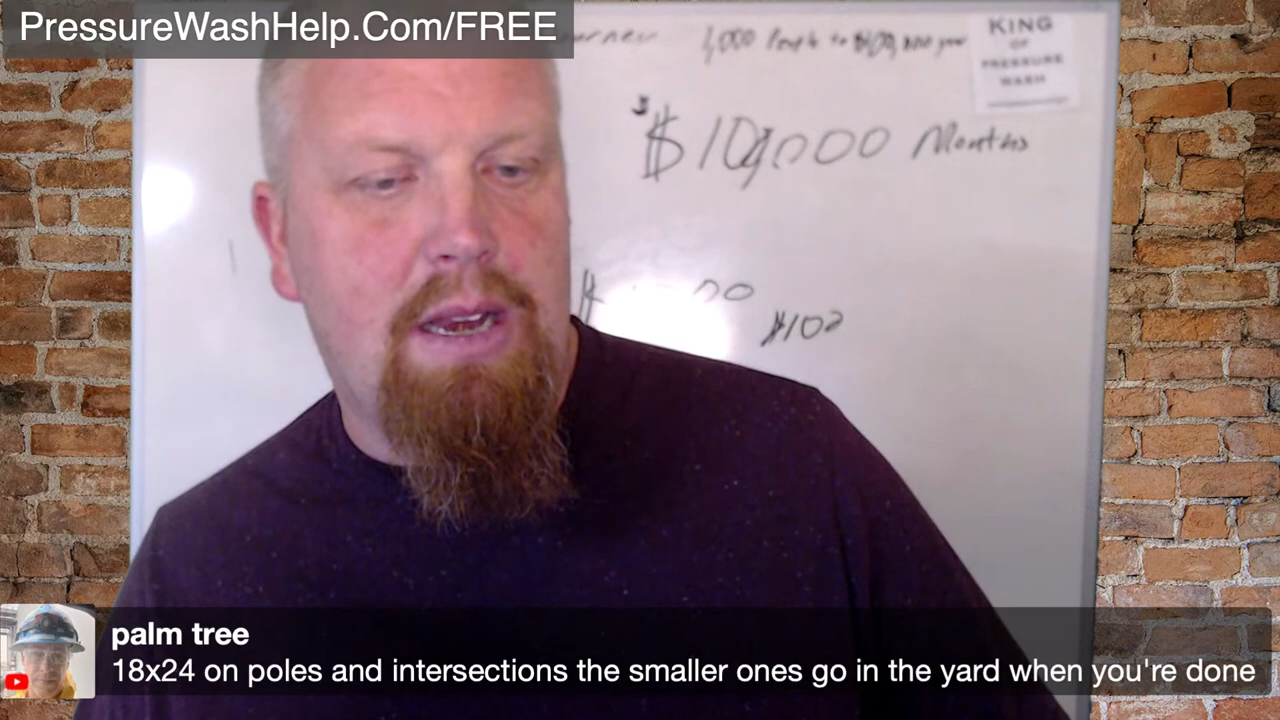 PressureWashHelp.Com/FREE
KING
OF
PRESSURE
WASH
$10,000 Months
$102
palm tree
18x24 on poles and intersections the smaller ones go in the yard when you're done